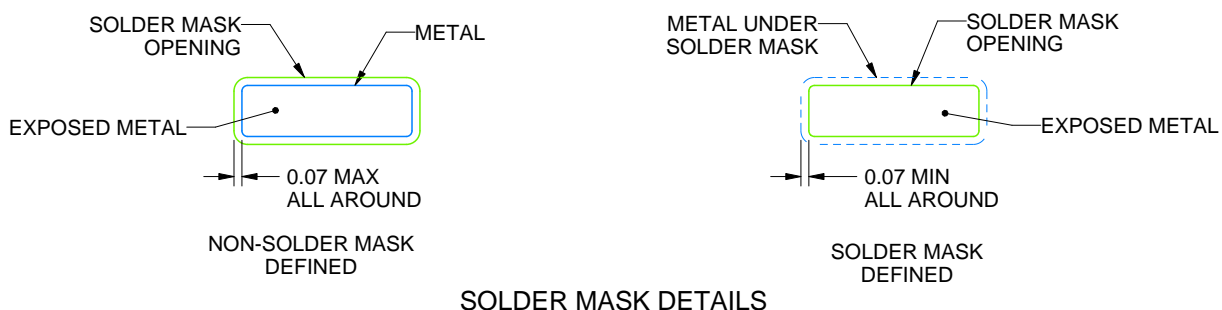 SOLDER MASK
OPENING
METAL
EXPOSED METAL
0.07 MAX
ALL AROUND
NON-SOLDER MASK
DEFINED
METAL UNDER
SOLDER MASK
SOLDER MASK
OPENING
EXPOSED METAL
0.07 MIN
ALL AROUND
SOLDER MASK
DEFINED
SOLDER MASK DETAILS